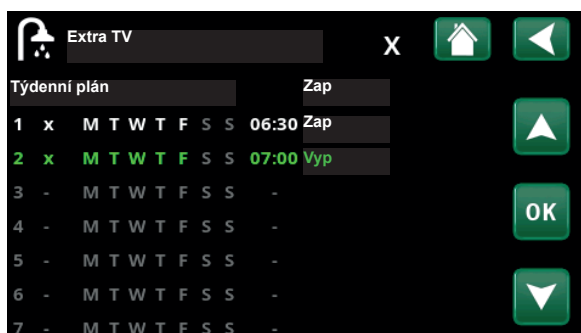 Extra TV X
Týdenní plán Zap
1 x M T W T F S S 06:30 Zap
2 x M T W T F S S 07:00 Vyp
3 - M T W T F S S -
4 - M T W T F S S -
OK
5 - M T W T F S S -
6 - M T W T F S S -
7 - M T W T F S S -